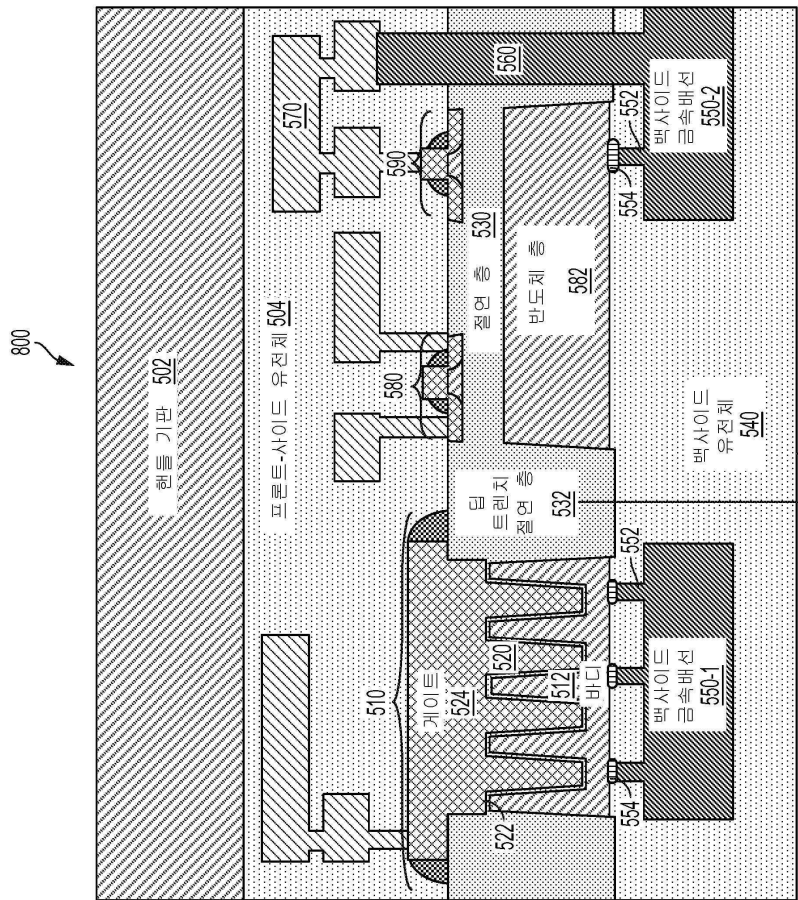 800
핸들 기판 502
프론트-사이드 유전체 504
570
510
580
590
560
게이트
524
520
522
512
바디
딥
트렌치
절연 층
532
절연 층 530
반도체 층
582
552
554
백사이드
금속배선
550-1
552
554
백사이드
금속배선
550-2
백사이드
유전체
540